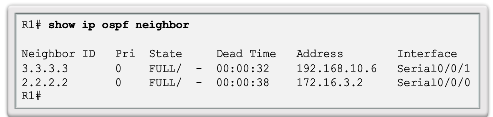 R1# show ip ospf neighbor
Neighbor ID Pri State Dead Time Address Interface
3.3.3.3 0 FULL/ - 00:00:32 192.168.10.6 Serial0/0/1
2.2.2.2 0 FULL/ - 00:00:38 172.16.3.2 Serial0/0/0
R1#